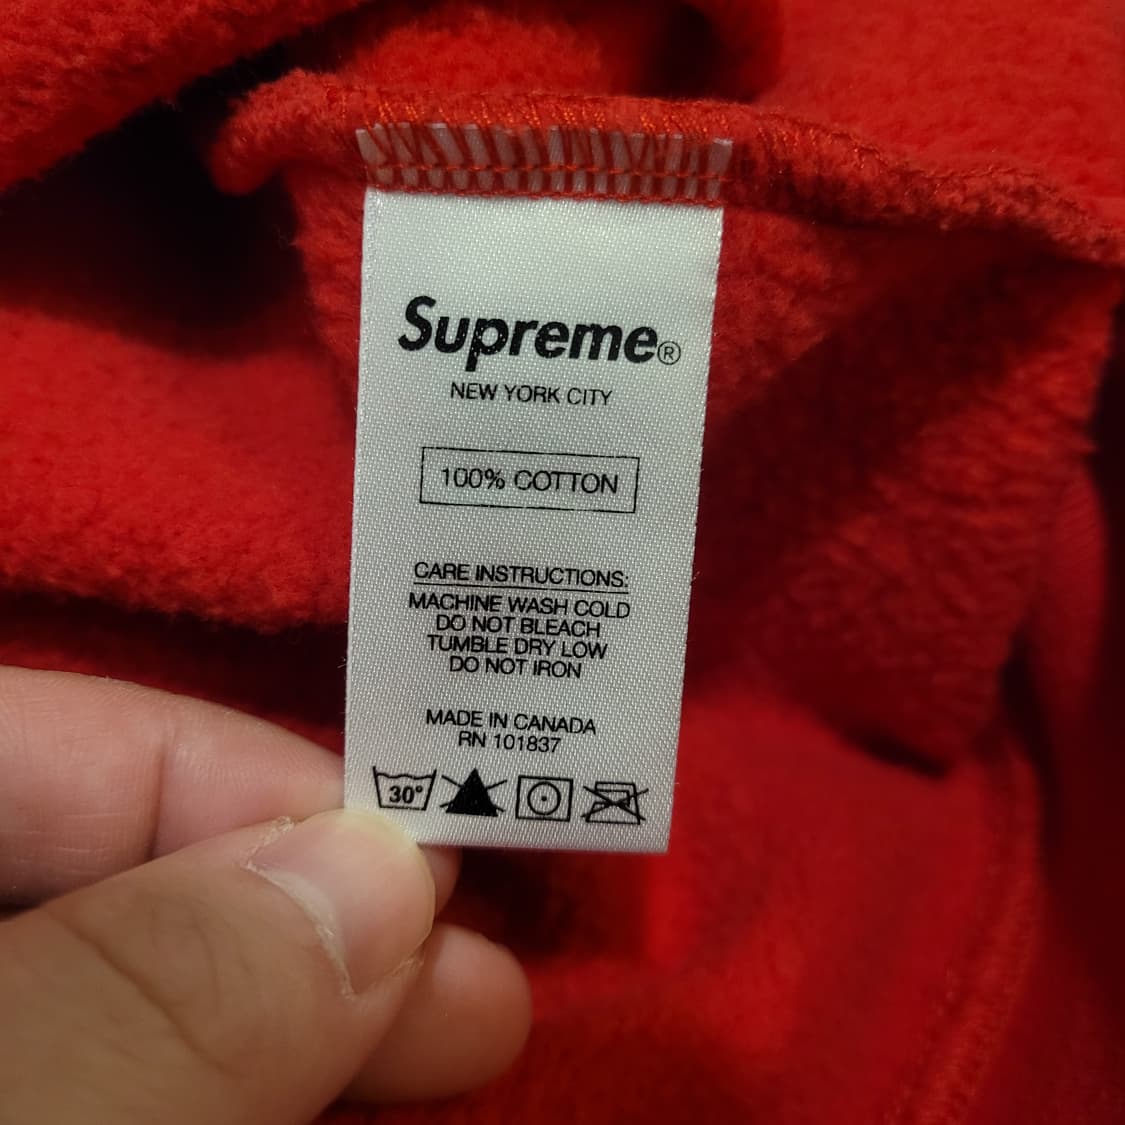 Supreme®
NEW YORK CITY
100% COTTON
CARE INSTRUCTIONS:
MACHINE WASH COLD
DO NOT BLEACH
TUMBLE DRY LOW
DO NOT IRON
MADE IN CANADA
RN 101837
30°